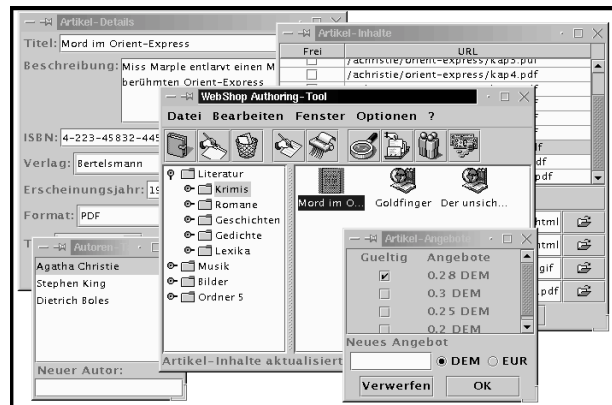 Artikel-Details
Titel: Mord im Orient-Express
Beschreibung: Miss Marple entlarvt einen M
berühmten Orient-Express
ISBN: 4-223-45832-445
Verlag: Bertelsmann
Erscheinungsjahr: 19
Format: PDF
T
Artikel-Inhalte
Frei URL
/achristie/orient-express/kap3.pdf
/achristie/orient-express/kap4.pdf
df
df
html
html
gif
.pdf
WebShop Authoring-Tool
Datei Bearbeiten Fenster Optionen ?
Literatur
Krimis
Romane
Geschichten
Gedichte
Lexika
Musik
Bilder
Ordner 5
Mord im O... Goldfinger Der unsich...
Artikel-Inhalte aktualisiert
Autoren
Agatha Christie
Stephen King
Dietrich Boles
Neuer Autor:
Artikel-Angebote
Gueltig Angebote
0.28 DEM
0.3 DEM
0.25 DEM
0.2 DEM
Neues Angebot
DEM EUR
Verwerfen OK